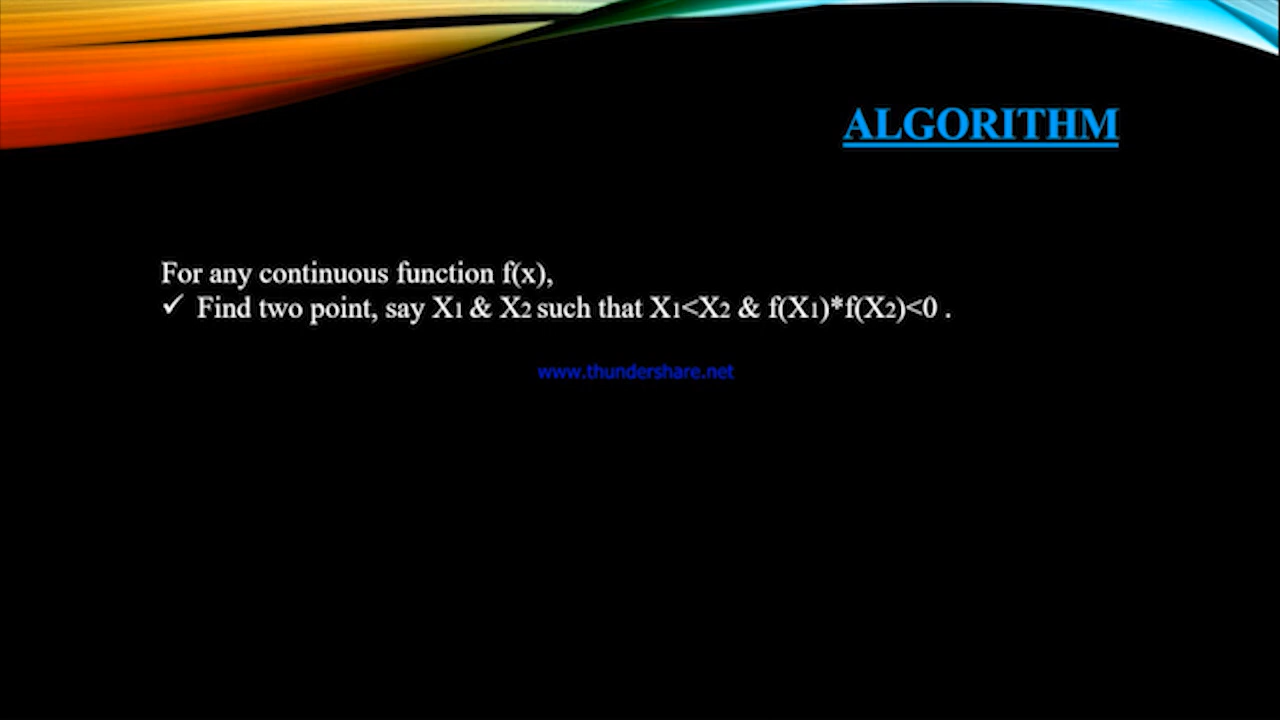 ALGORITHM
For any continuous function f(x),
✓ Find two point, say X1 & X2 such that X1<X2 & f(X1)*f(X2)<0 .
www.thundershare.net